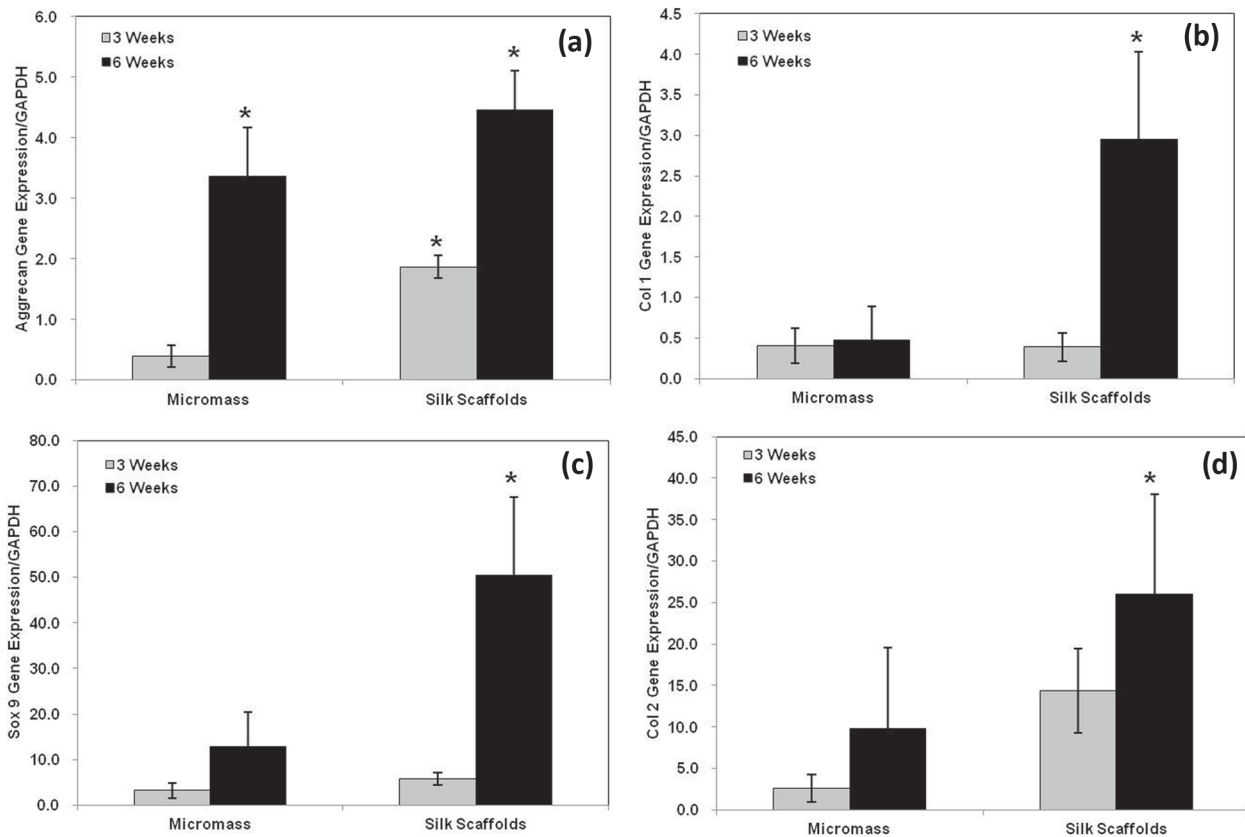 (a)
3 Weeks
6 Weeks
Aggrecan Gene Expression/GAPDH
6.0
5.0
4.0
3.0
2.0
1.0
0.0
*
*
*
Micromass Silk Scaffolds
(b)
3 Weeks
6 Weeks
Col 1 Gene Expression/GAPDH
4.5
4.0
3.5
3.0
2.5
2.0
1.5
1.0
0.5
0.0
*
Micromass Silk Scaffolds
(c)
3 Weeks
6 Weeks
Sox 9 Gene Expression/GAPDH
80.0
70.0
60.0
50.0
40.0
30.0
20.0
10.0
0.0
*
Micromass Silk Scaffolds
(d)
3 Weeks
6 Weeks
Col 2 Gene Expression/GAPDH
45.0
40.0
35.0
30.0
25.0
20.0
15.0
10.0
5.0
0.0
*
Micromass Silk Scaffolds